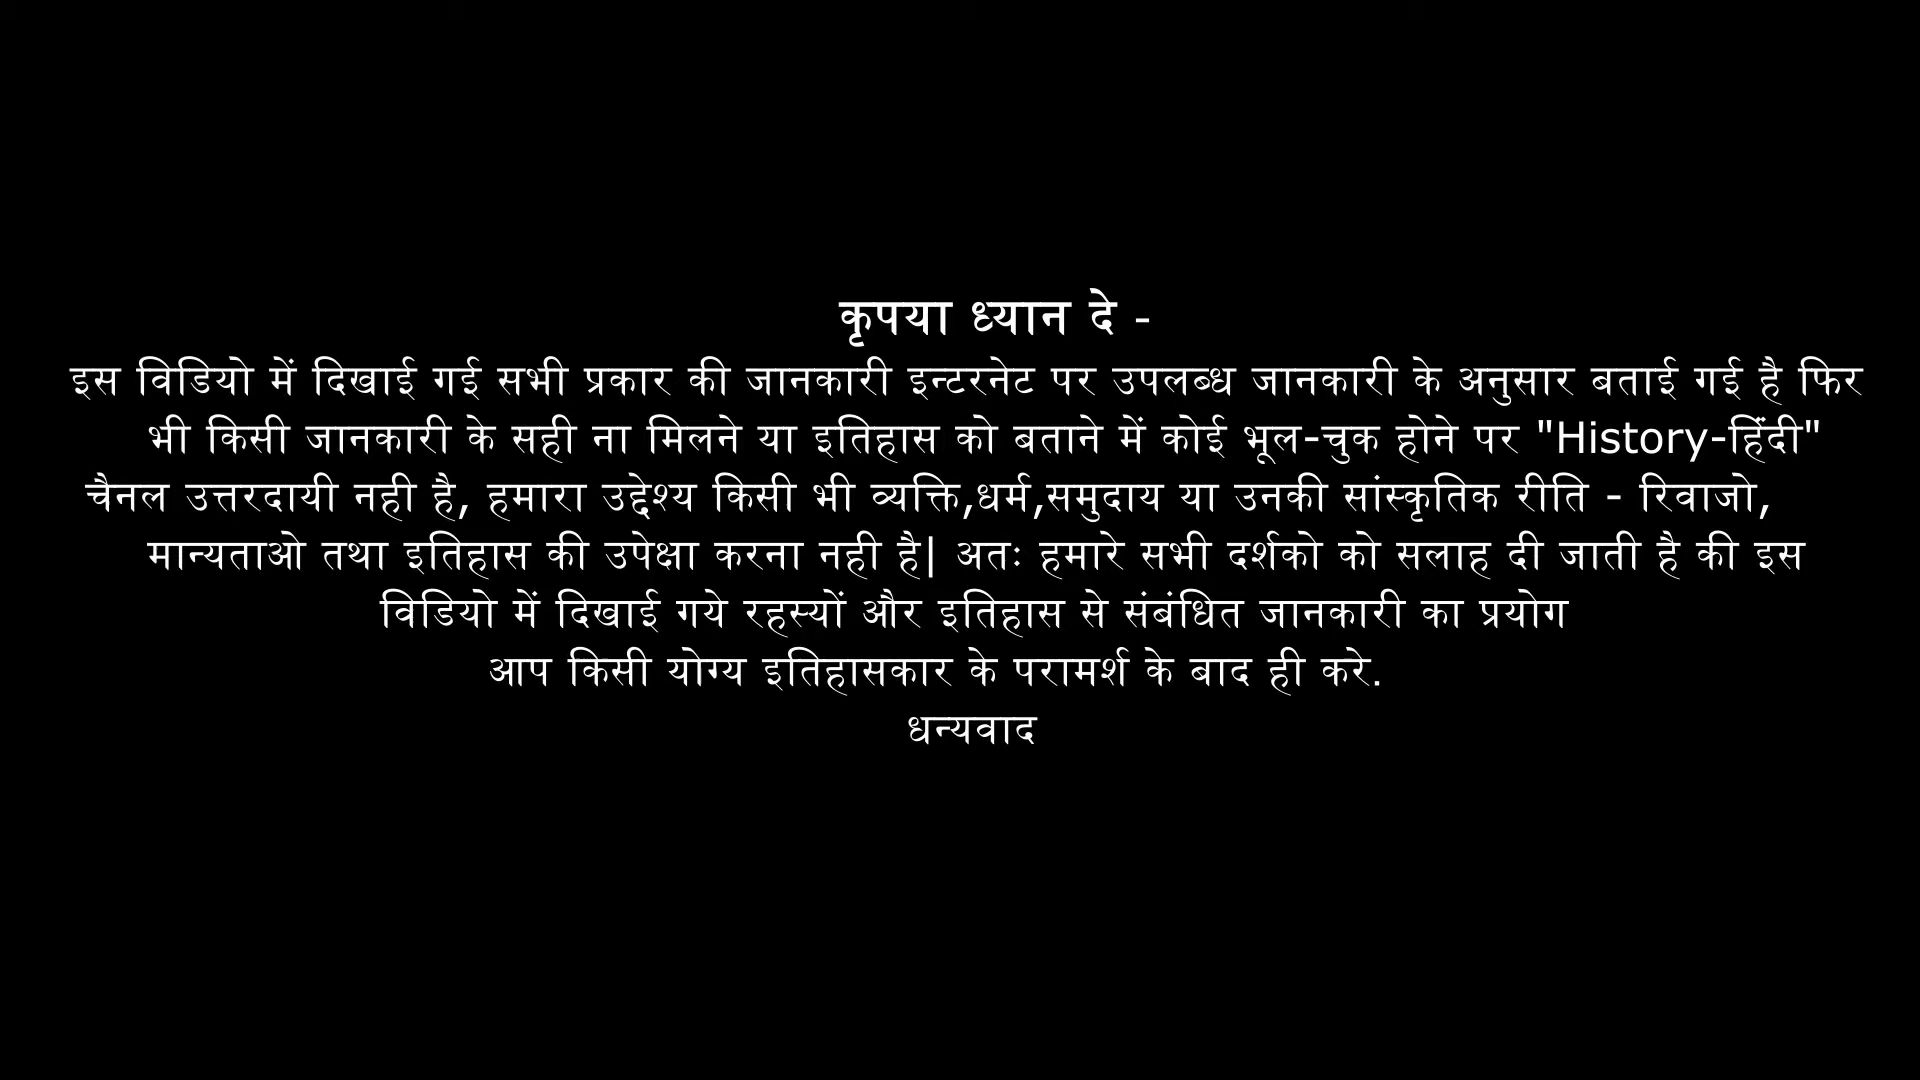 कृपया ध्यान दे -
इस विडियो में दिखाई गई सभी प्रकार की जानकारी इन्टरनेट पर उपलब्ध जानकारी के अनुसार बताई गई है फिर
भी किसी जानकारी के सही ना मिलने या इतिहास को बताने में कोई भूल-चुक होने पर "History-हिंदी"
चैनल उत्तरदायी नही है, हमारा उद्देश्य किसी भी व्यक्ति,धर्म,समुदाय या उनकी सांस्कृतिक रीति - रिवाजो,
मान्यताओ तथा इतिहास की उपेक्षा करना नही है| अतः हमारे सभी दर्शको को सलाह दी जाती है की इस
विडियो में दिखाई गये रहस्यों और इतिहास से संबंधित जानकारी का प्रयोग
आप किसी योग्य इतिहासकार के परामर्श के बाद ही करे.
धन्यवाद